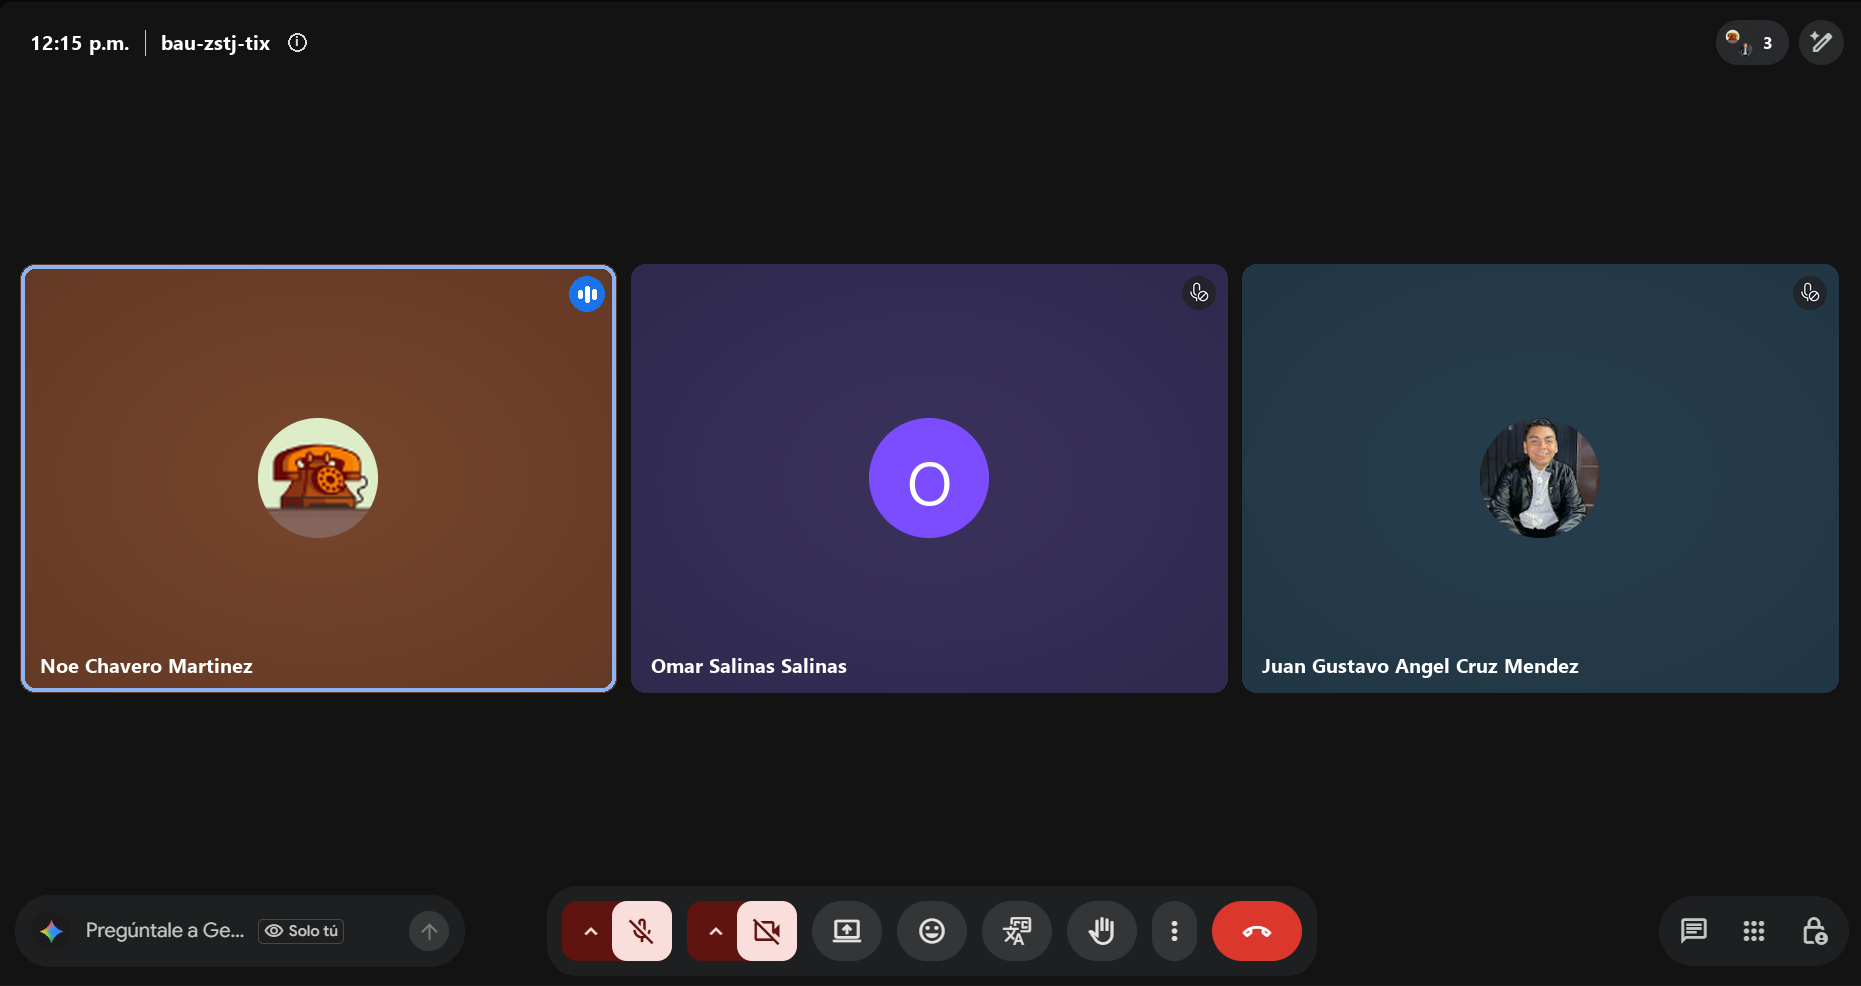 12:15 p.m. | bau-zstj-tix
3
Noe Chavero Martinez
O
Omar Salinas Salinas
Juan Gustavo Angel Cruz Mendez
Pregúntale a Ge... Solo tú